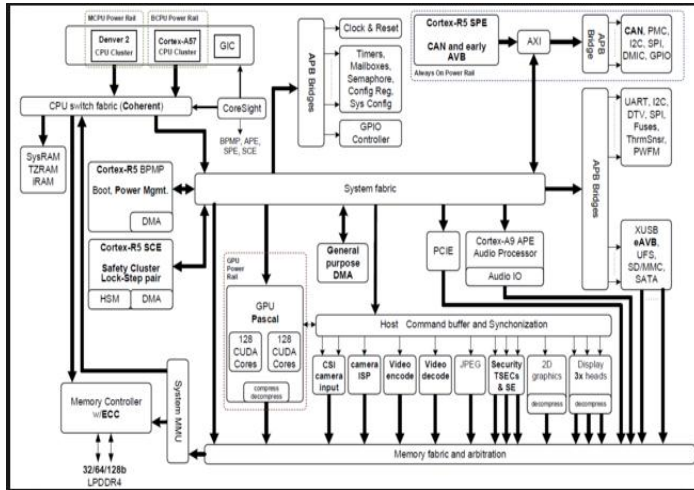 MCPU Power Rail
BCPU Power Rail
Denver 2
CPU Cluster
Cortex-A57
CPU Cluster
GIC
CPU switch fabric (Coherent)
CoreSight
BPMP, APE,
SPE, SCE
SysRAM
TZRAM
iRAM
APB Bridges
Clock & Reset
Timers,
Mailboxes,
Semaphore,
Config Reg,
Sys Config
GPIO
Controller
Cortex-R5 SPE
CAN and early
AVB
Always On Power Rail
AXI
APB
Bridge
CAN, PMC,
I2C, SPI,
DMIC, GPIO
APB Bridges
UART, I2C,
DTV, SPI,
Fuses,
ThrmSnsr,
PWFM
XUSB
eAVB,
UFS,
SD/MMC,
SATA
Cortex-R5 BPMP
Boot, Power Mgmt.
DMA
System fabric
Cortex-R5 SCE
Safety Cluster
Lock-Step pair
HSM
DMA
GPU
Power
Rail
GPU
Pascal
128
CUDA
Cores
128
CUDA
Cores
compress
decompress
General
purpose
DMA
PCIE
Cortex-A9 APE
Audio Processor
Audio IO
Host Command buffer and Synchonization
CSI
camera
input
camera
ISP
Video
encode
Video
decode
JPEG
Security
TSECs
& SE
2D
graphics
decompress
Display
3x heads
decompress
System MMU
Memory Controller
w/ECC
32/64/128b
LPDDR4
Memory fabric and arbitration